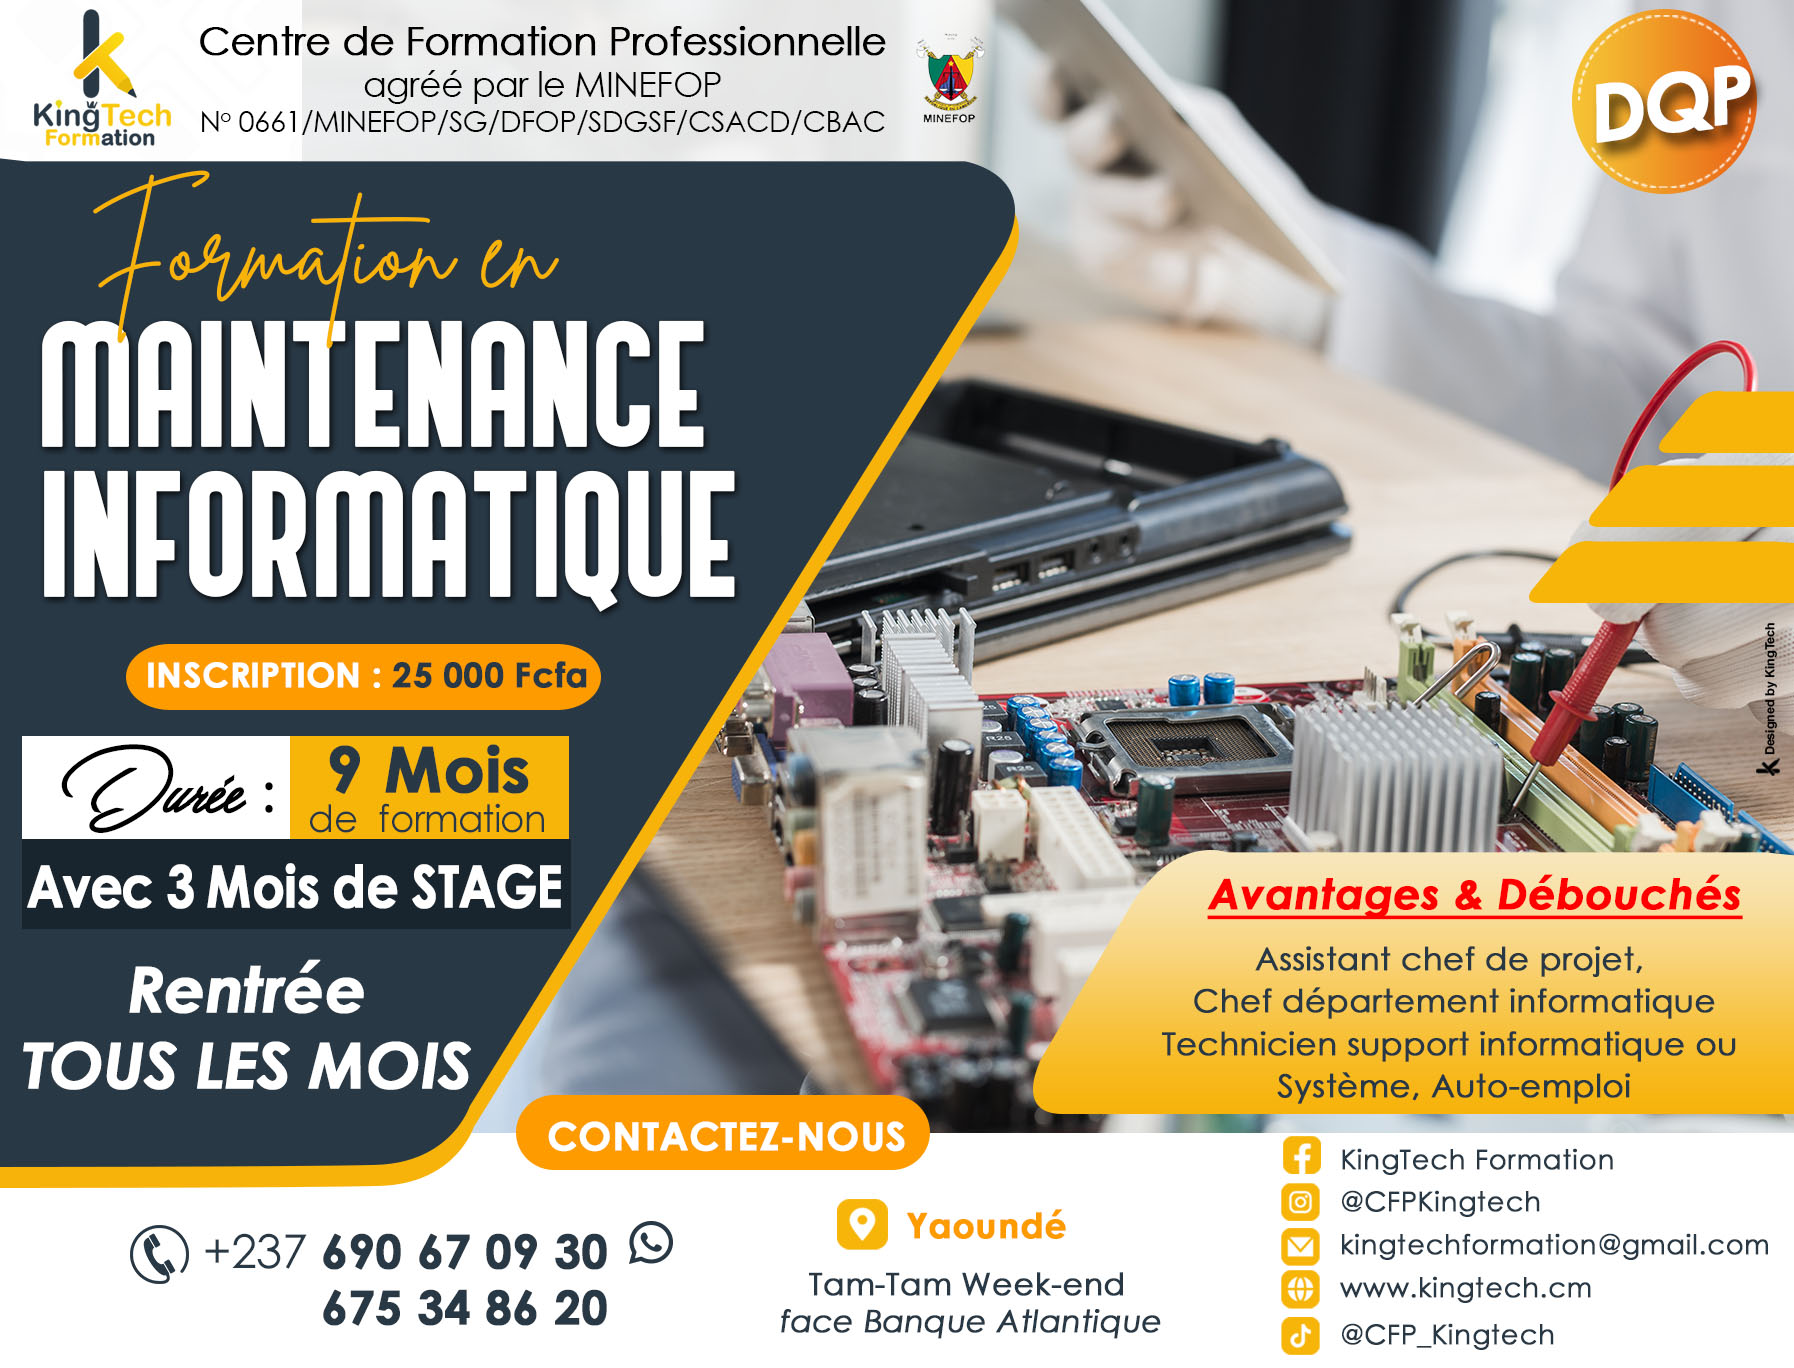 KingTech
Formation
Centre de Formation Professionnelle
agréé par le MINEFOP
N° 0661/MINEFOP/SG/DFOP/SDGSF/CSACD/CBAC
MINEFOP
DQP
Formation en
MAINTENANCE
INFORMATIQUE
INSCRIPTION : 25 000 Fcfa
Durée :
9 Mois
de formation
Avec 3 Mois de STAGE
Rentrée
TOUS LES MOIS
R25
R25
Designed by KingTech
Avantages & Débouchés
Assistant chef de projet,
Chef département informatique
Technicien support informatique ou
Système, Auto-emploi
CONTACTEZ-NOUS
+237 690 67 09 30
675 34 86 20
Yaoundé
Tam-Tam Week-end
face Banque Atlantique
KingTech Formation
@CFPKingtech
kingtechformation@gmail.com
www.kingtech.cm
@CFP_Kingtech